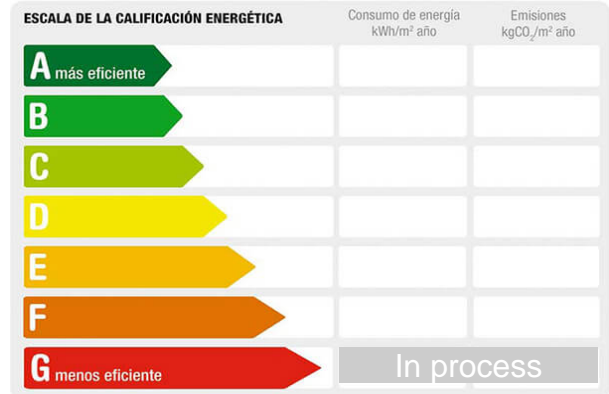 ESCALA DE LA CALIFICACIÓN ENERGÉTICA
Consumo de energía
kWh/m² año
Emisiones
kgCO₂/m² año
A más eficiente
B
C
D
E
F
G menos eficiente
In process